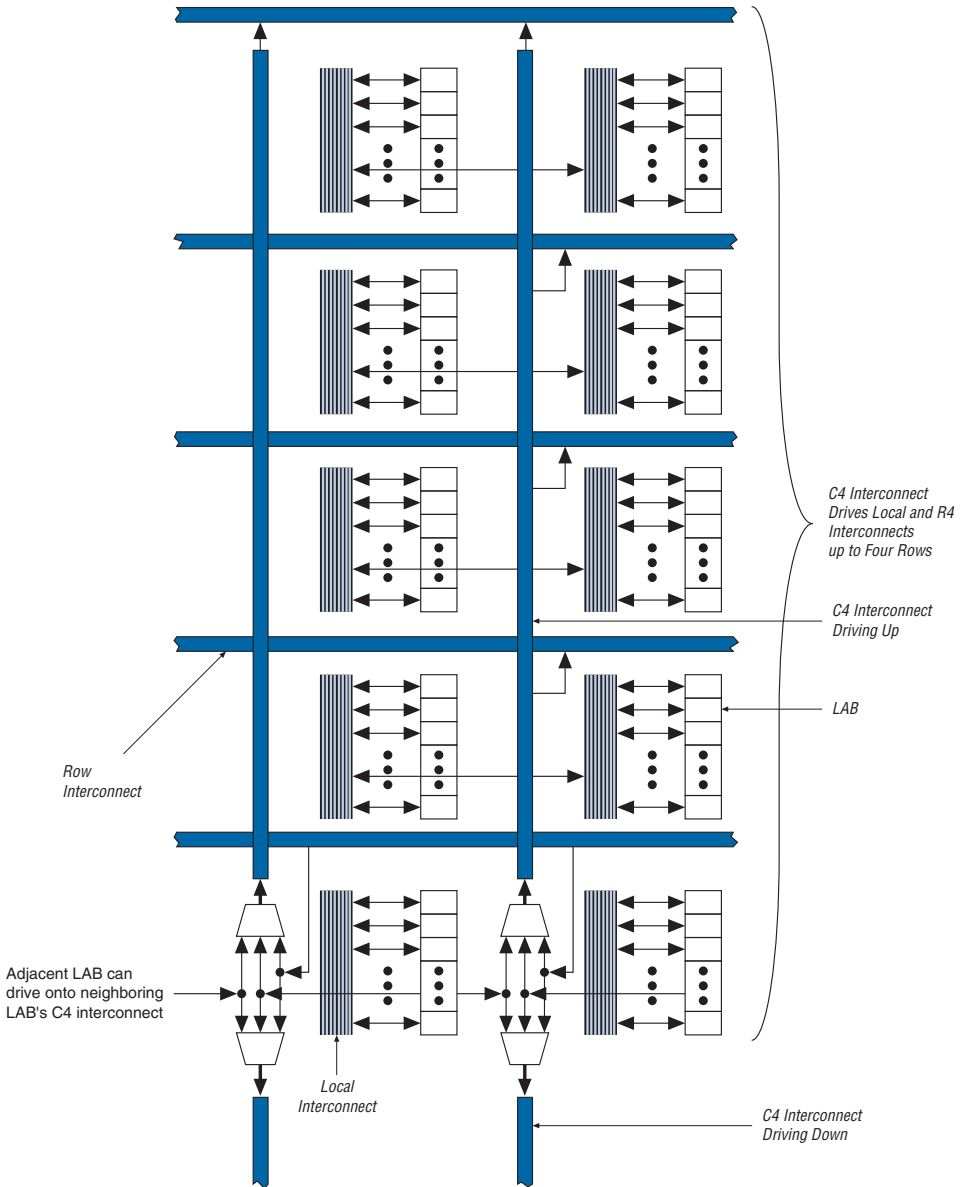 C4 Interconnect
Drives Local and R4
Interconnects
up to Four Rows
C4 Interconnect
Driving Up
LAB
Row
Interconnect
Adjacent LAB can
drive onto neighboring
LAB's C4 interconnect
Local
Interconnect
C4 Interconnect
Driving Down